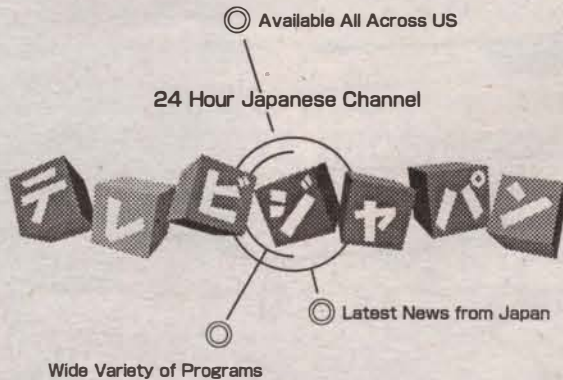 Available All Across US
24 Hour Japanese Channel
テレビジャパン
Latest News from Japan
Wide Variety of Programs